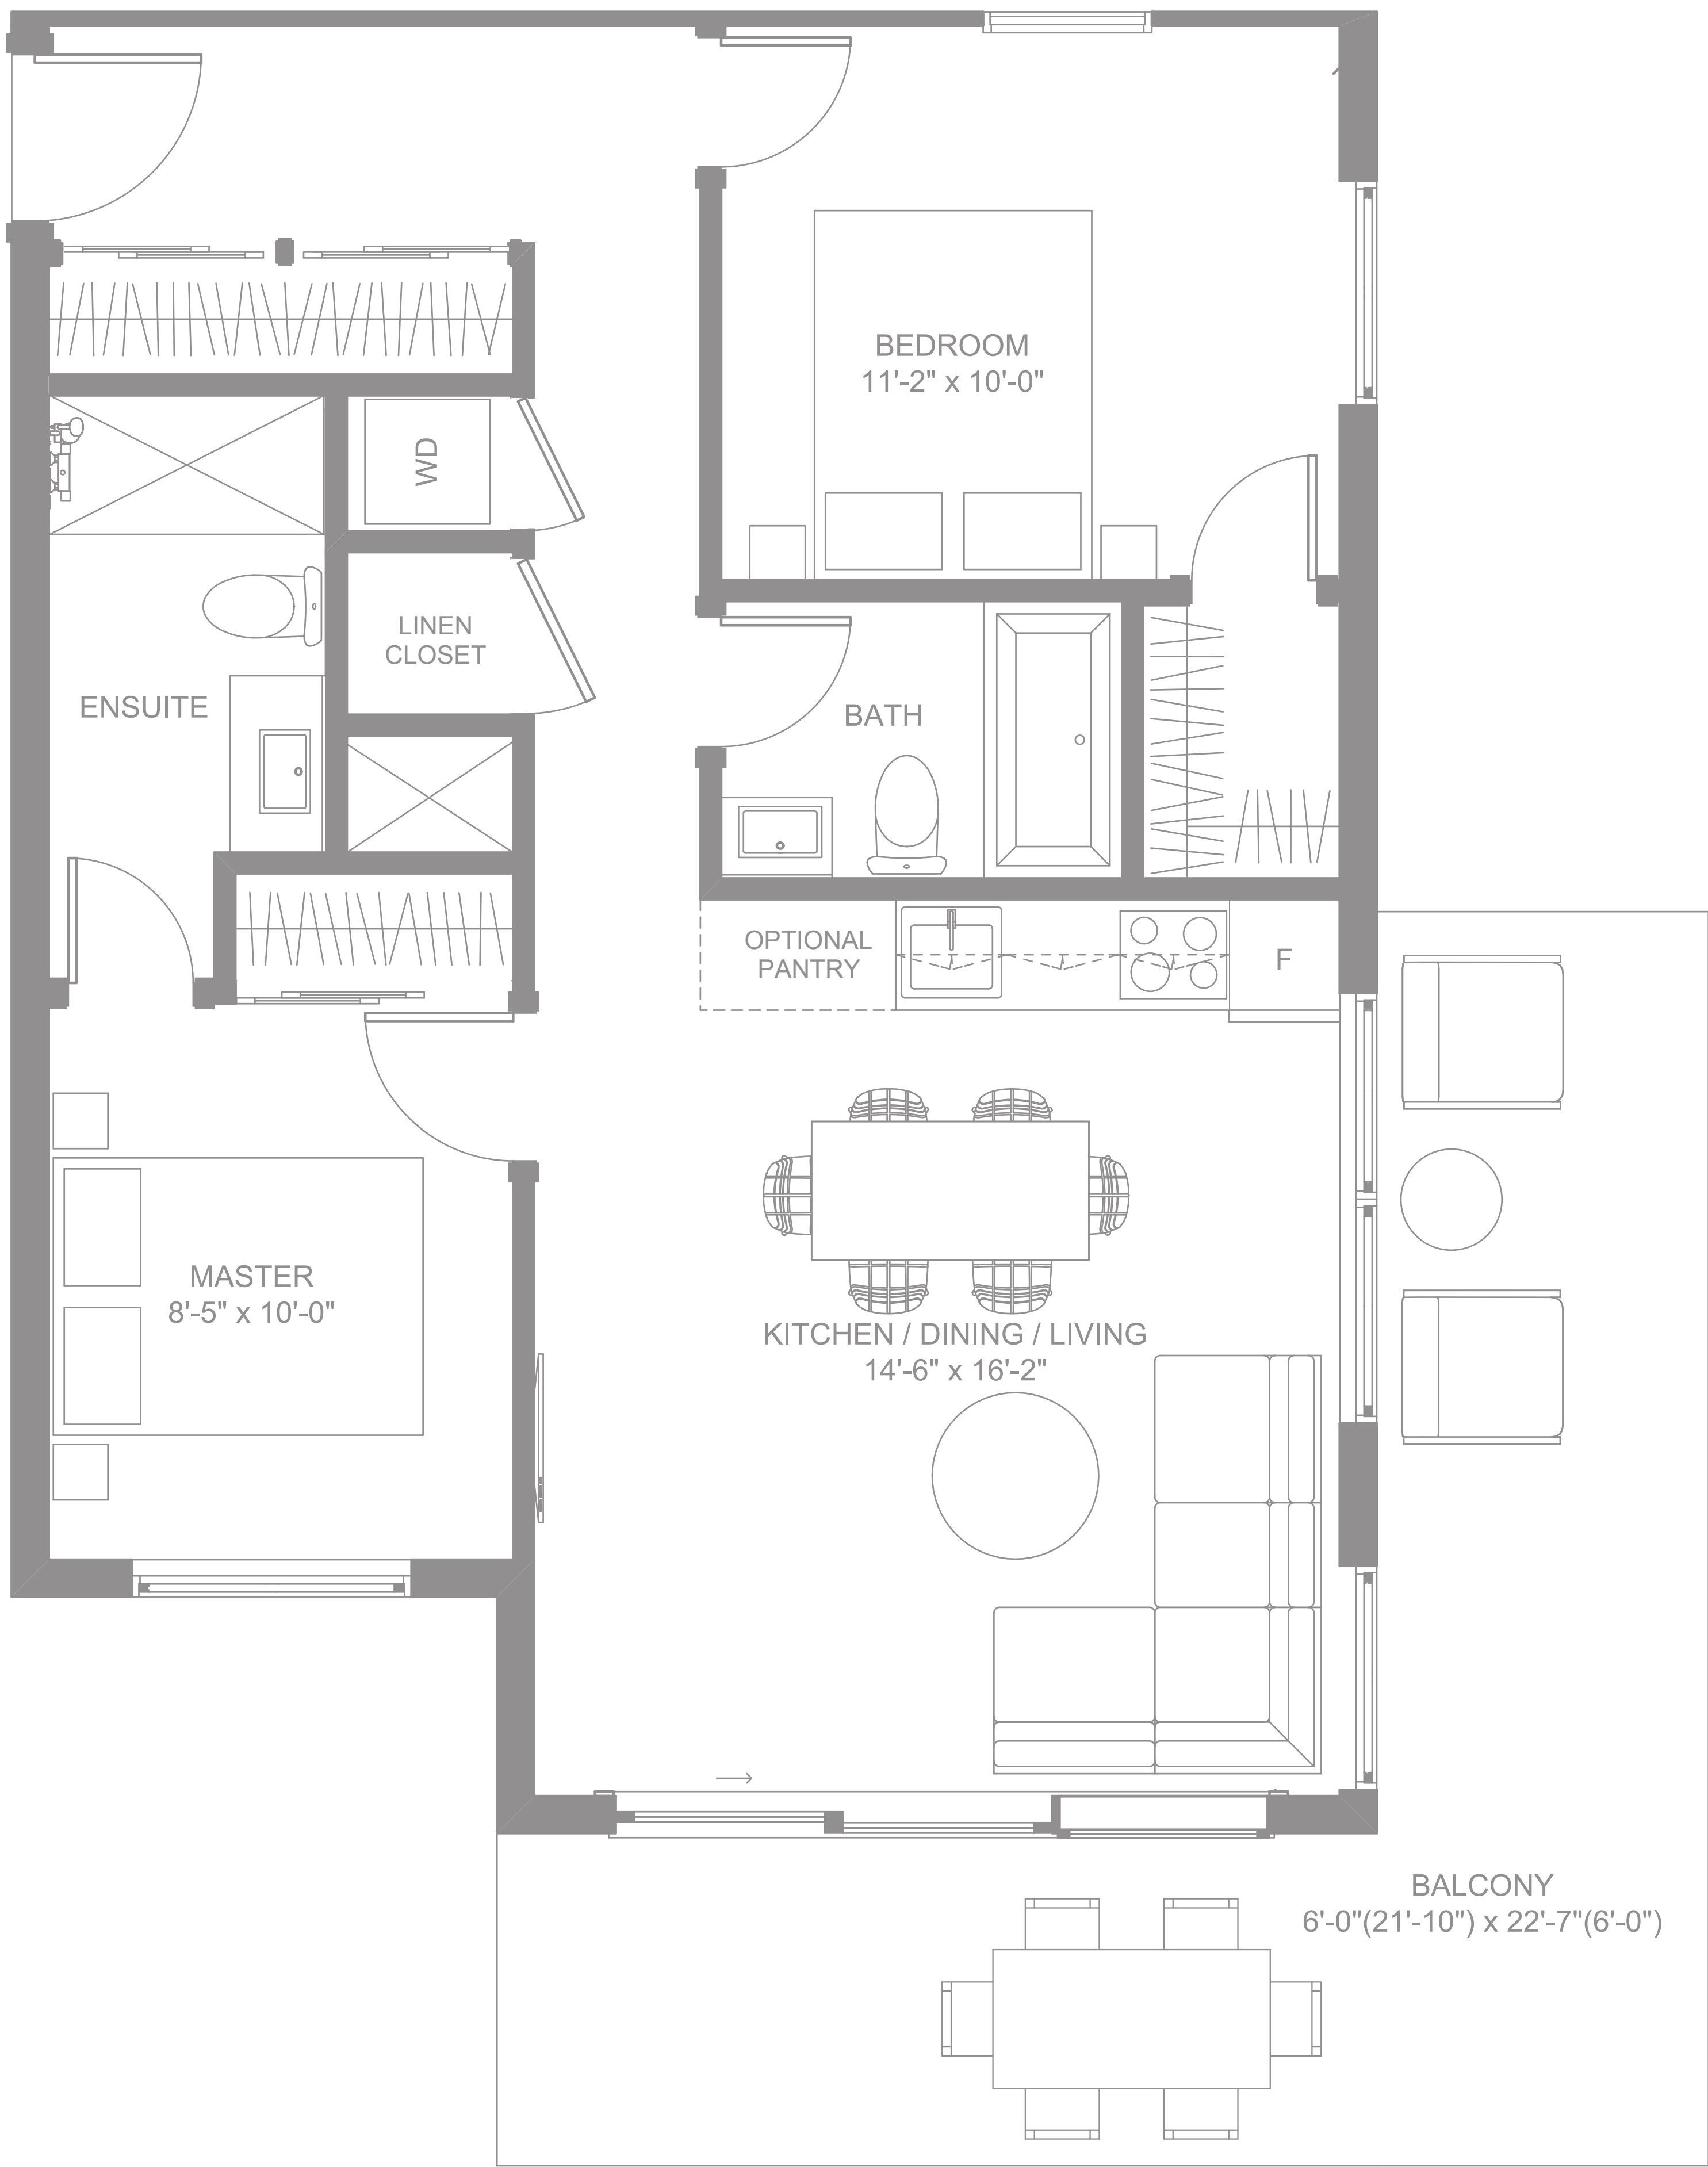 BEDROOM
11'-2" x 10'-0"
WD
LINEN
CLOSET
ENSUITE
BATH
OPTIONAL
PANTRY
F
MASTER
8'-5" x 10'-0"
KITCHEN / DINING / LIVING
14'-6" x 16'-2"
BALCONY
6'-0"(21'-10") x 22'-7"(6'-0")